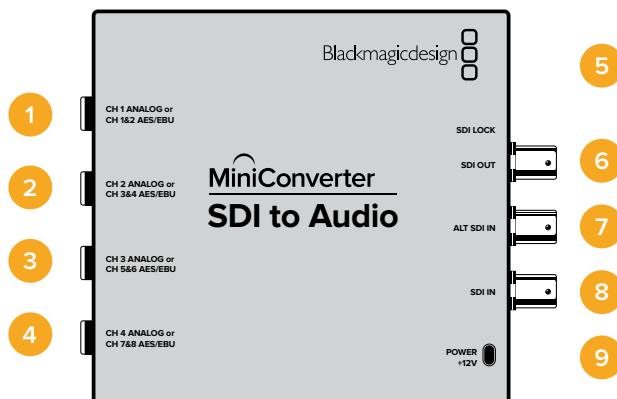 Blackmagicdesign
1
CH 1 ANALOG or
CH 1&2 AES/EBU
2
CH 2 ANALOG or
CH 3&4 AES/EBU
3
CH 3 ANALOG or
CH 5&6 AES/EBU
4
CH 4 ANALOG or
CH 7&8 AES/EBU
MiniConverter
SDI to Audio
5
SDI LOCK
SDI OUT
6
ALT SDI IN
7
SDI IN
8
POWER
+12V
9